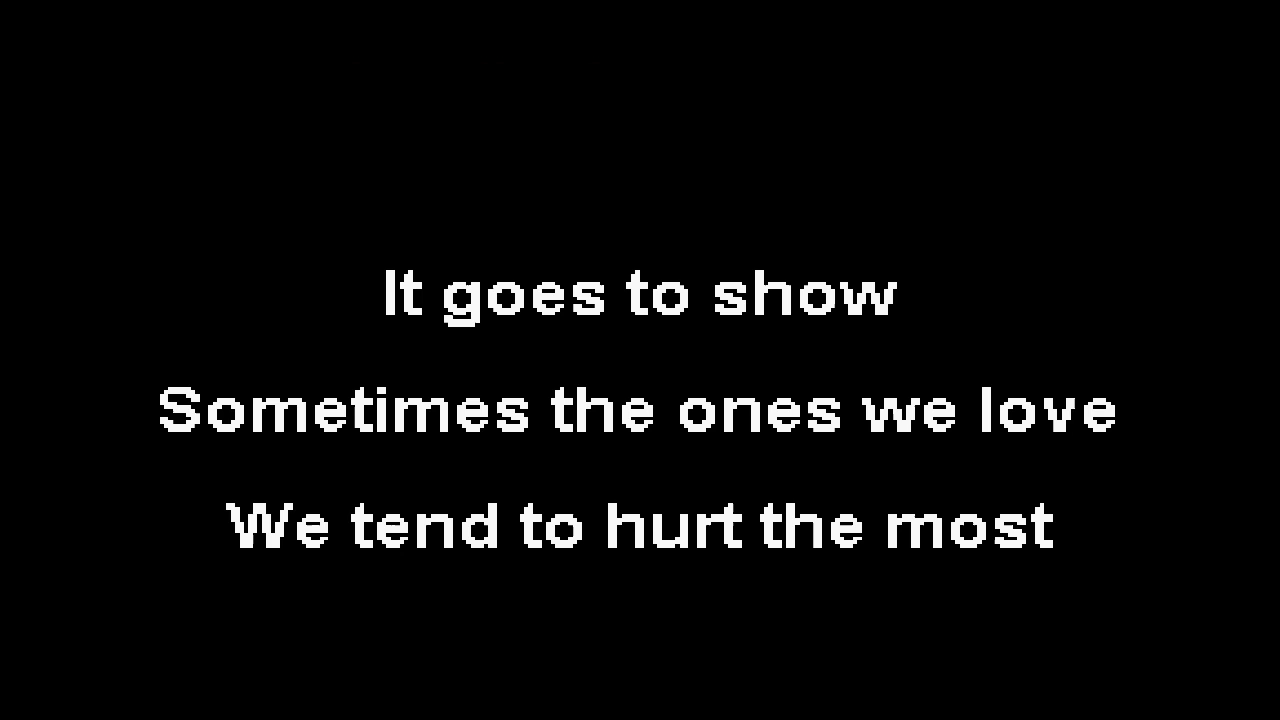 It goes to show
Sometimes the ones we love
We tend to hurt the most